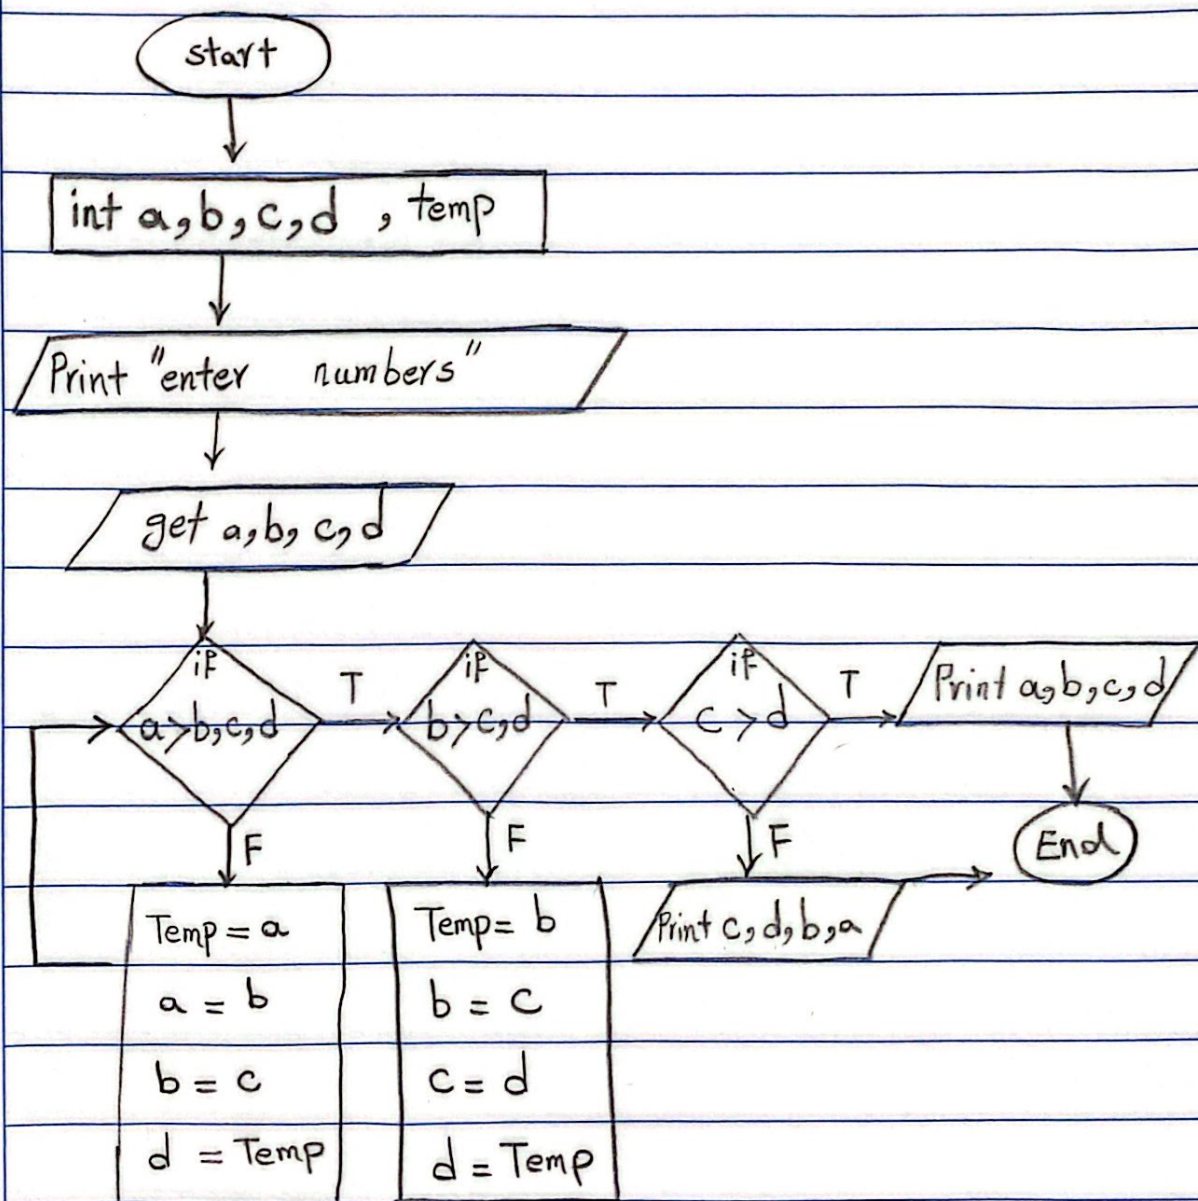 start
int a,b,c,d , temp
Print "enter numbers"
get a,b,c,d
if
a>b,c,d
T
if
b>c,d
T
if
c>d
T
Print a,b,c,d
F
F
F
End
Temp = a
a = b
b = c
d = Temp
Temp = b
b = c
c = d
d = Temp
Print c,d,b,a